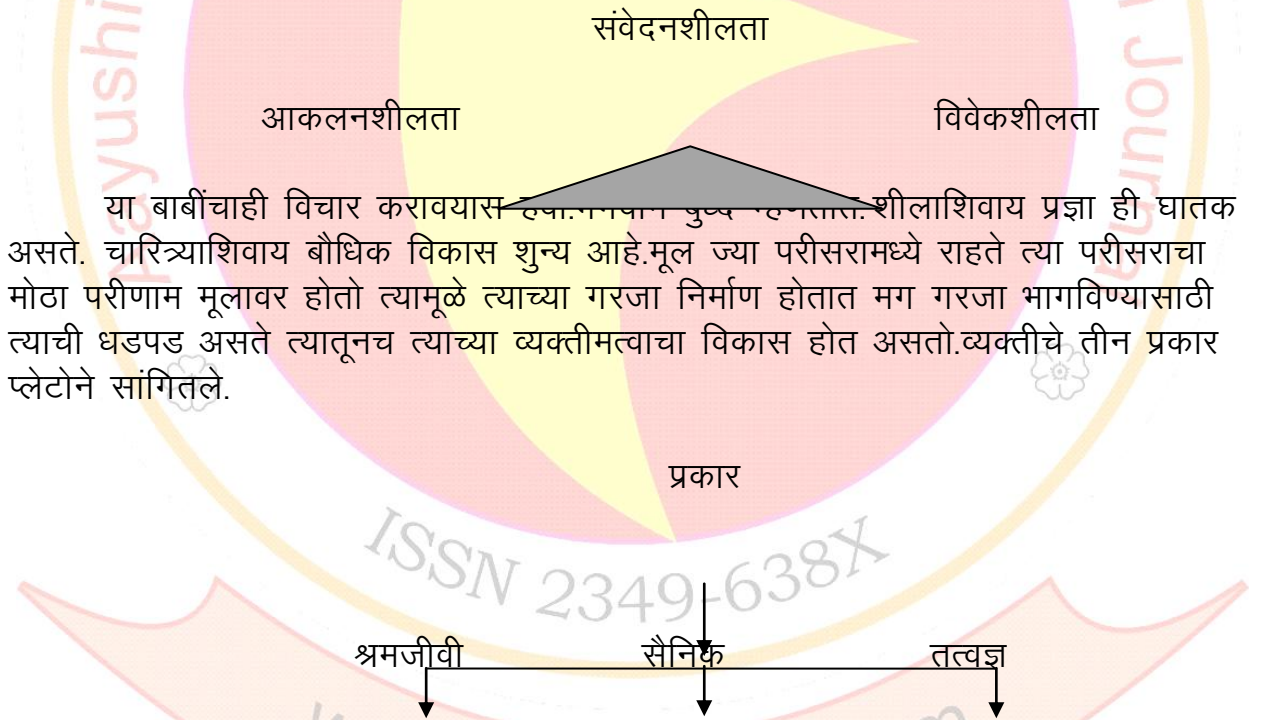 संवेदनशीलता
आकलनशीलता विवेकशीलता
या बाबींचाही विचार करावयास शीलाशिवाय प्रज्ञा ही घातक
असते. चारित्र्याशिवाय बौधिक विकास शुन्य आहे.मूल ज्या परीसरामध्ये राहते त्या परीसराचा
मोठा परीणाम मूलावर होतो त्यामूळे त्याच्या गरजा निर्माण होतात मग गरजा भागविण्यासाठी
त्याची धडपड असते त्यातूनच त्याच्या व्यक्तीमत्वाचा विकास होत असतो.व्यक्तीचे तीन प्रकार
प्लेटोने सांगितले.
प्रकार
ISSN 2349-638X
श्रमजीवी सैनिक तत्वज्ञ